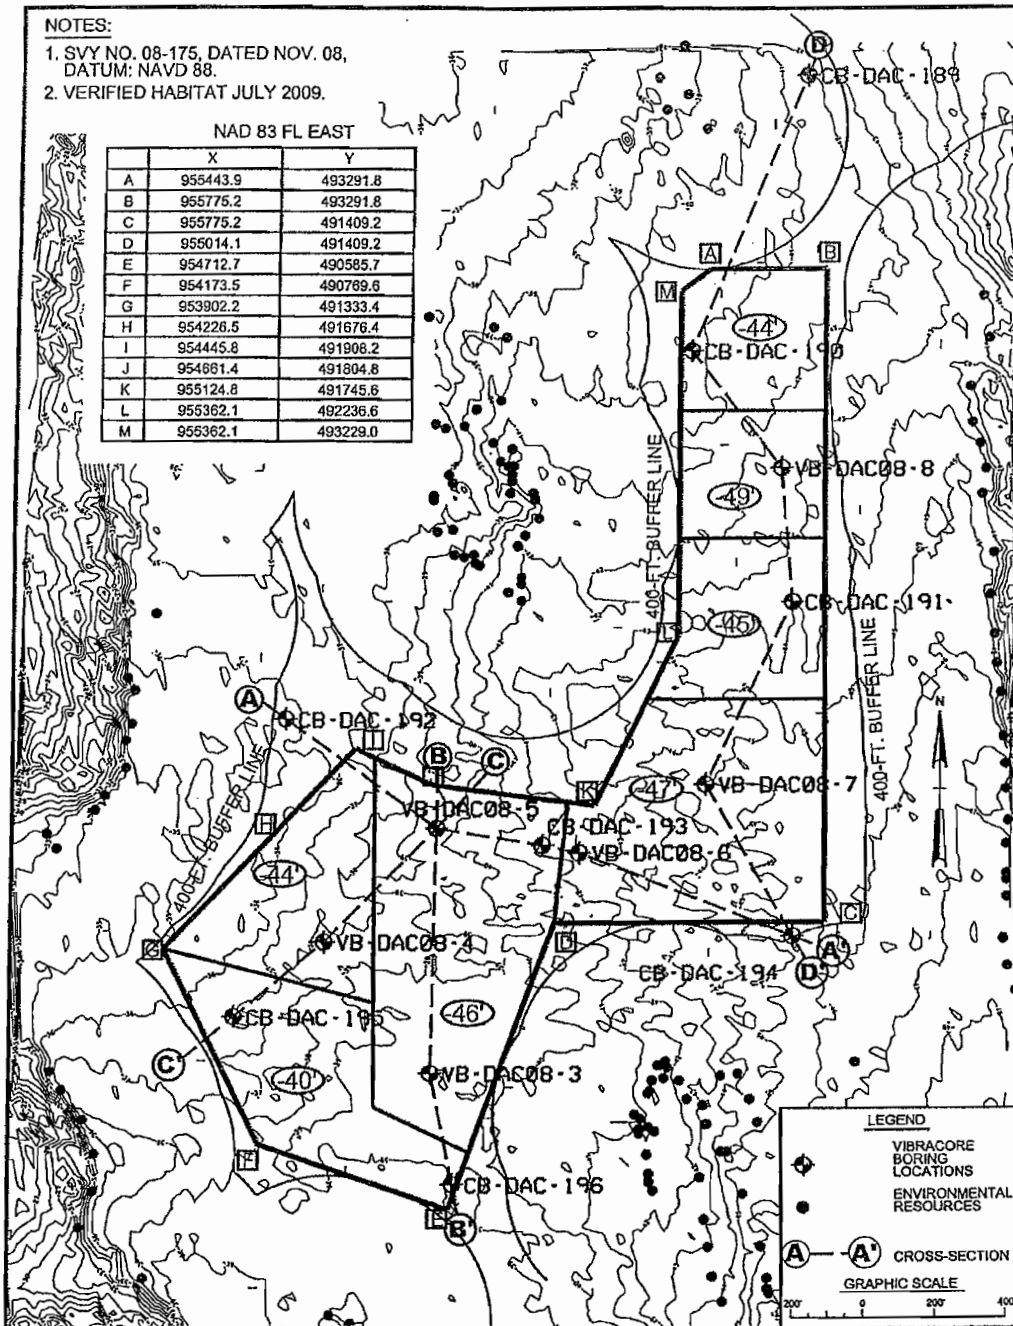 NOTES:
1. SVY NO. 08-175, DATED NOV. 08,
DATUM: NAVD 88.
2. VERIFIED HABITAT JULY 2009.
NAD 83 FL EAST
X Y
A 955443.9 493291.8
B 955775.2 493291.8
C 955775.2 491409.2
D 955014.1 491409.2
E 954712.7 490585.7
F 954173.5 490769.6
G 953902.2 491333.4
H 954226.5 491676.4
I 954445.8 491908.2
J 954661.4 491804.8
K 955124.8 491745.6
L 955362.1 492236.6
M 955362.1 493229.0
D
CB-DAC-189
A
B
M
-44'
CB-DAC-190
VB-DAC08-8
-49'
400-FT. BUFFER LINE
CB-DAC-191
-45'
L
400-FT. BUFFER LINE
N
A
CB-DAC-192
I
B
C
K
-47'
VB-DAC08-7
VB-DAC08-5
CB-DAC-193
VB-DAC08-6
H
400-FT. BUFFER LINE
-44'
C
G
VB-DAC08-4
D
A'
CB-DAC-194
D'
CB-DAC-195
-46'
C'
-40'
VB-DAC08-3
F
CB-DAC-196
E
B'
LEGEND
VIBRACORE
BORING
LOCATIONS
ENVIRONMENTAL
RESOURCES
A A' CROSS-SECTION
GRAPHIC SCALE
200' 0 200' 400'